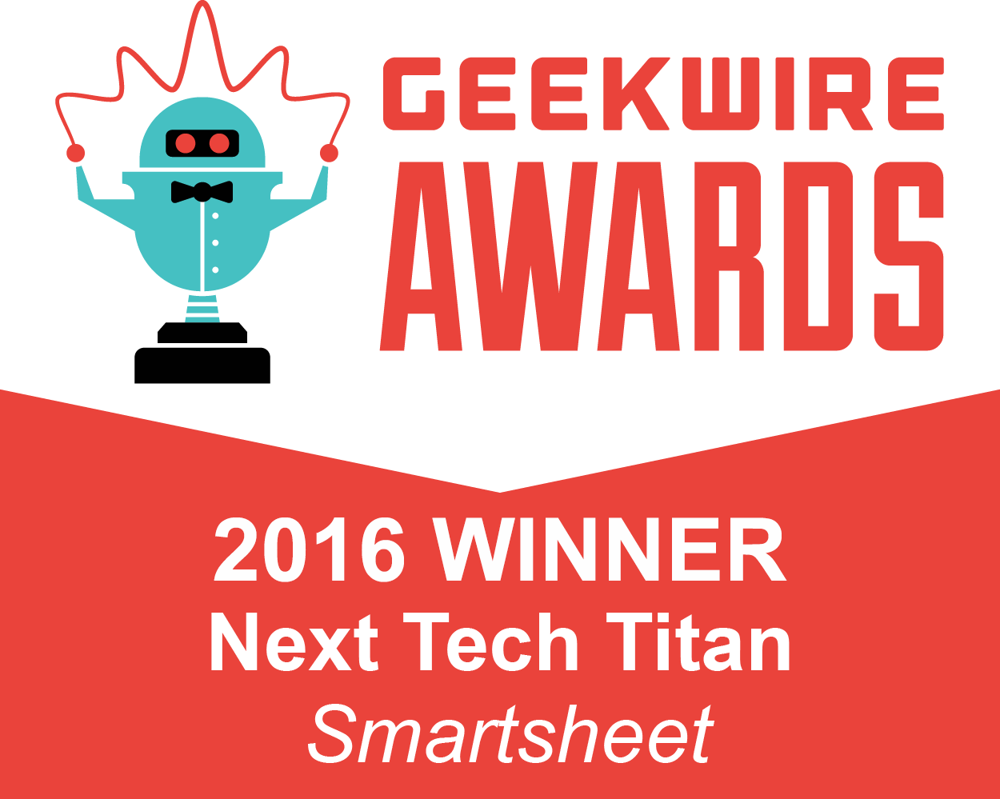 GEEKWIRE
AWARDS
2016 WINNER
Next Tech Titan
Smartsheet